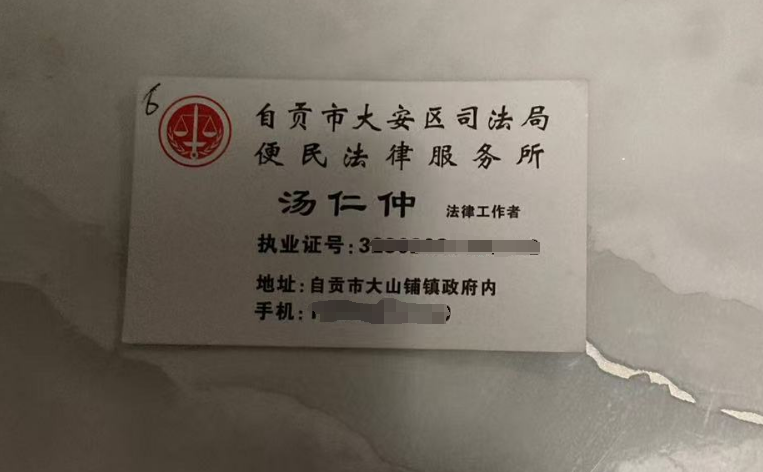 自贡市大安区司法局
便民法律服务所
汤仁仲 法律工作者
执业证号:3
地址:自贡市大山铺镇政府内
手机: